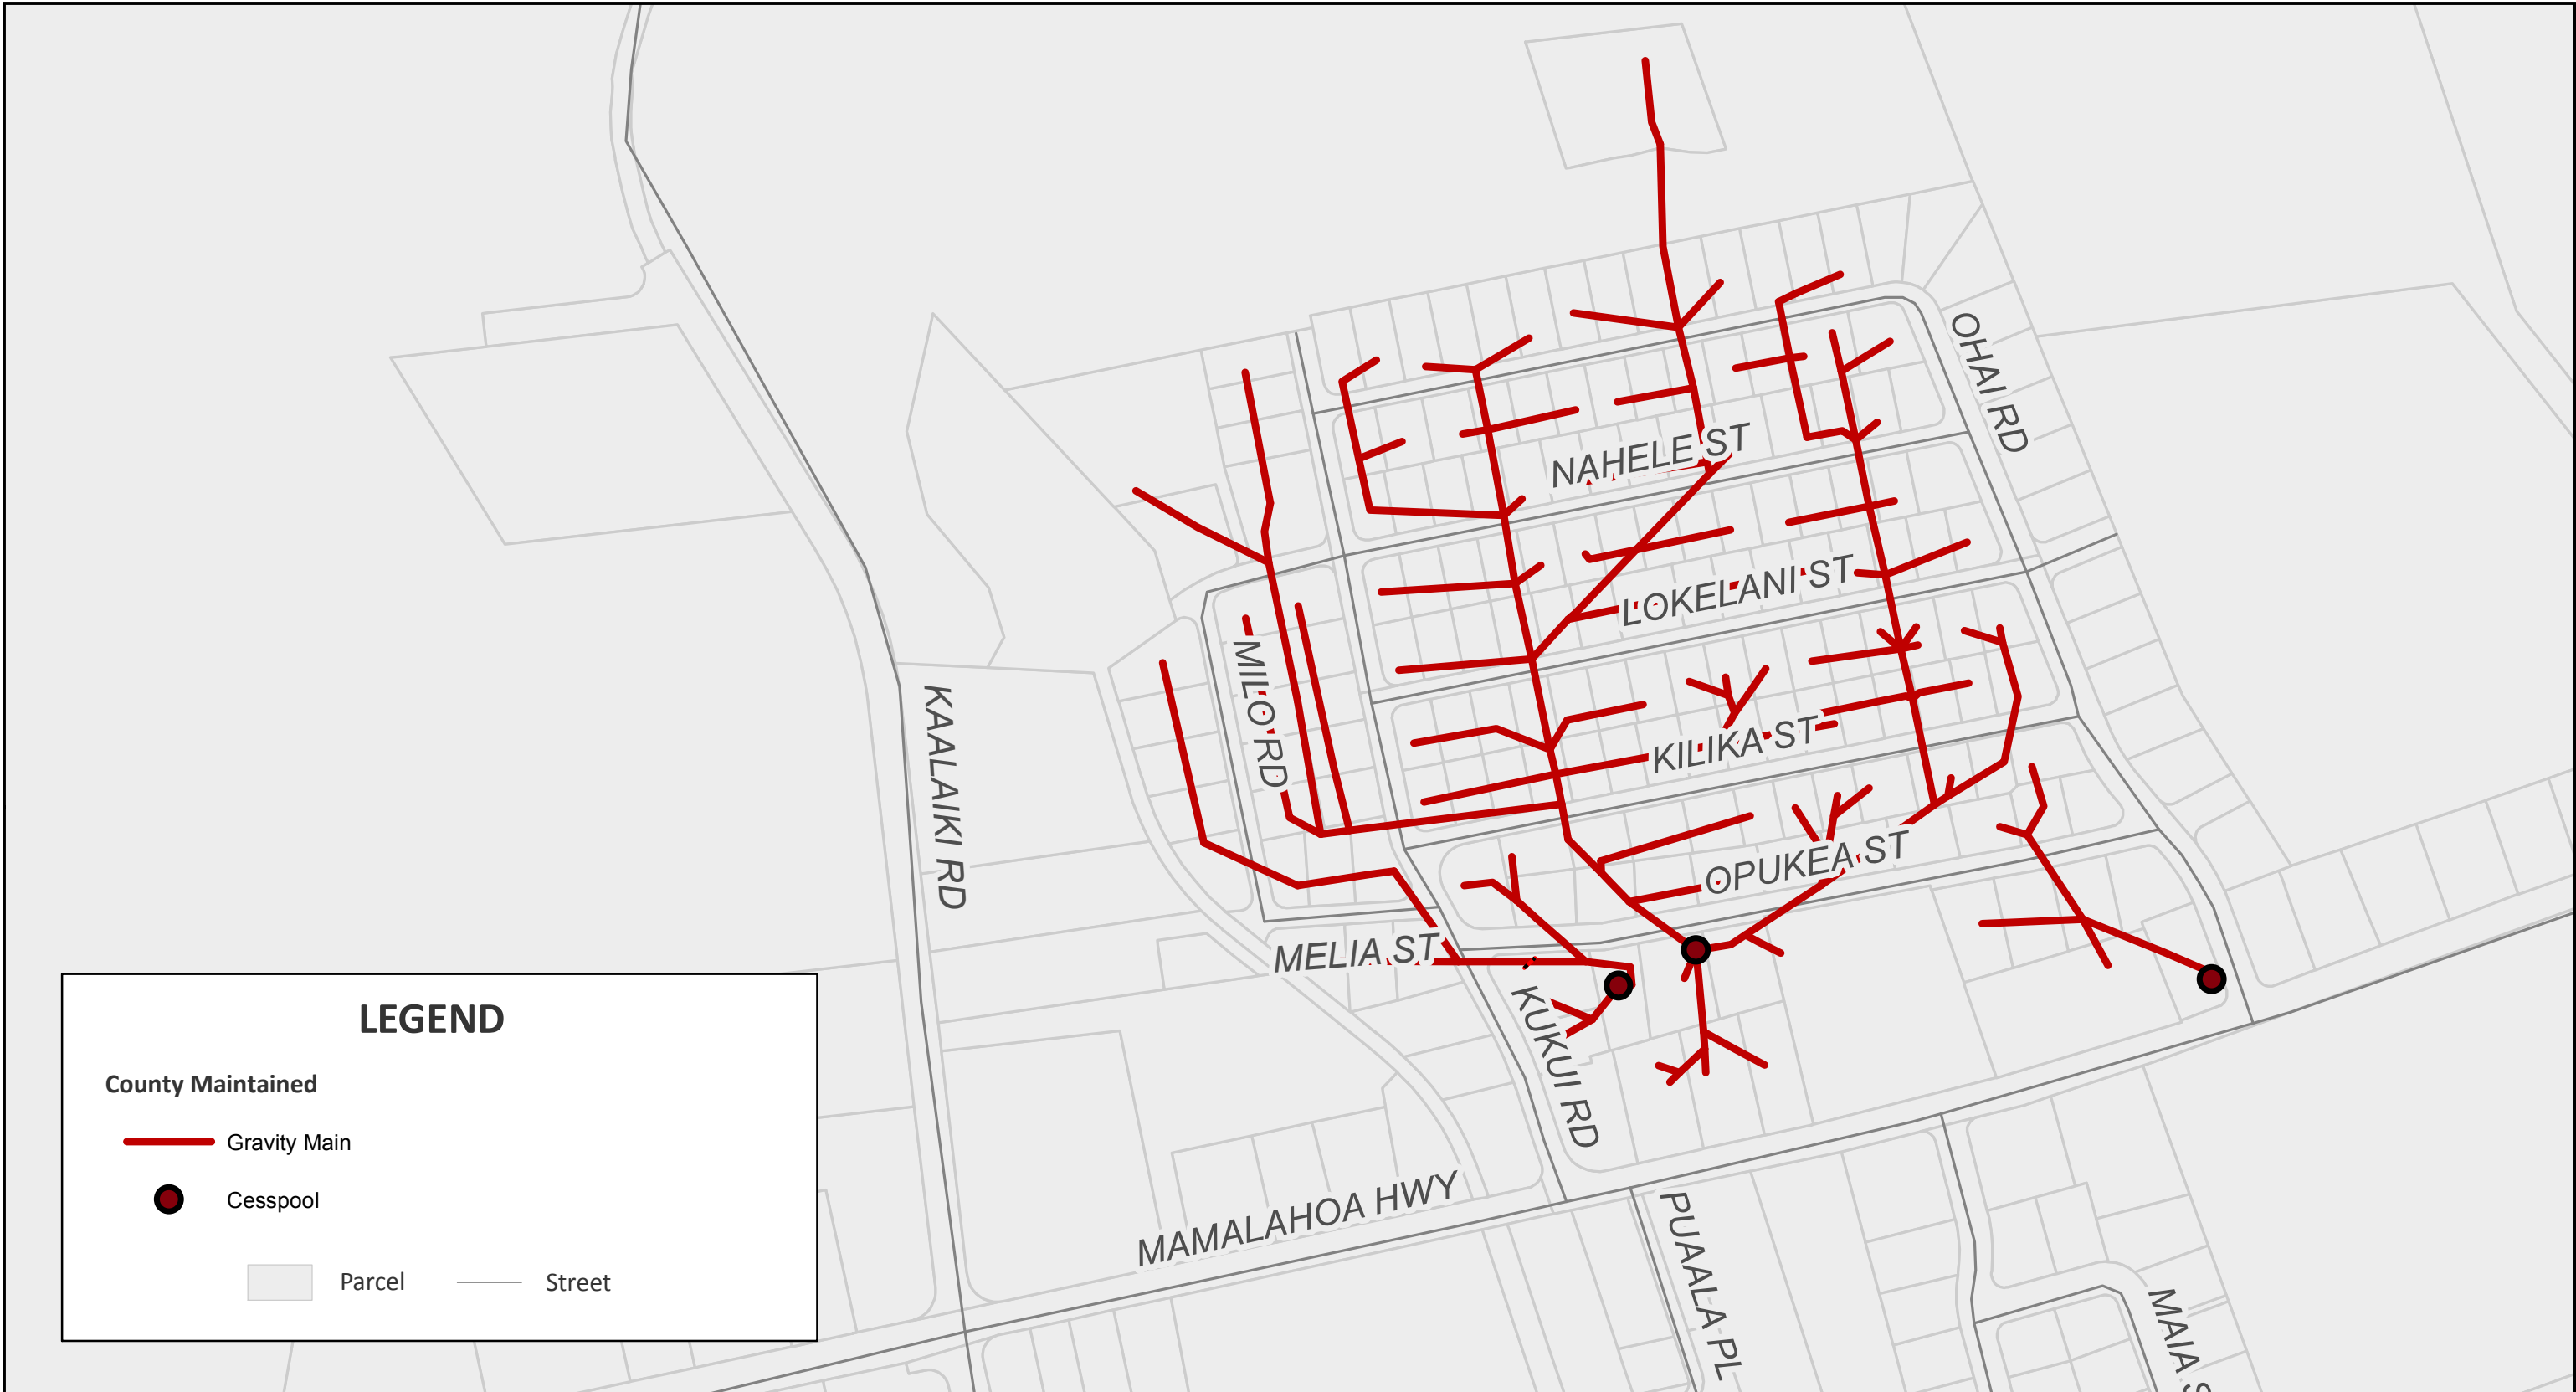 OHAI RD
NAHELE ST
LOKELANI ST
MILO RD
KILIKA ST
KAALAIKI RD
OPUKEA ST
MELIA ST
KUKUI RD
LEGEND
County Maintained
Gravity Main
Cesspool
Parcel
Street
MAMALAHOA HWY
PUAALA PL
MAIA S